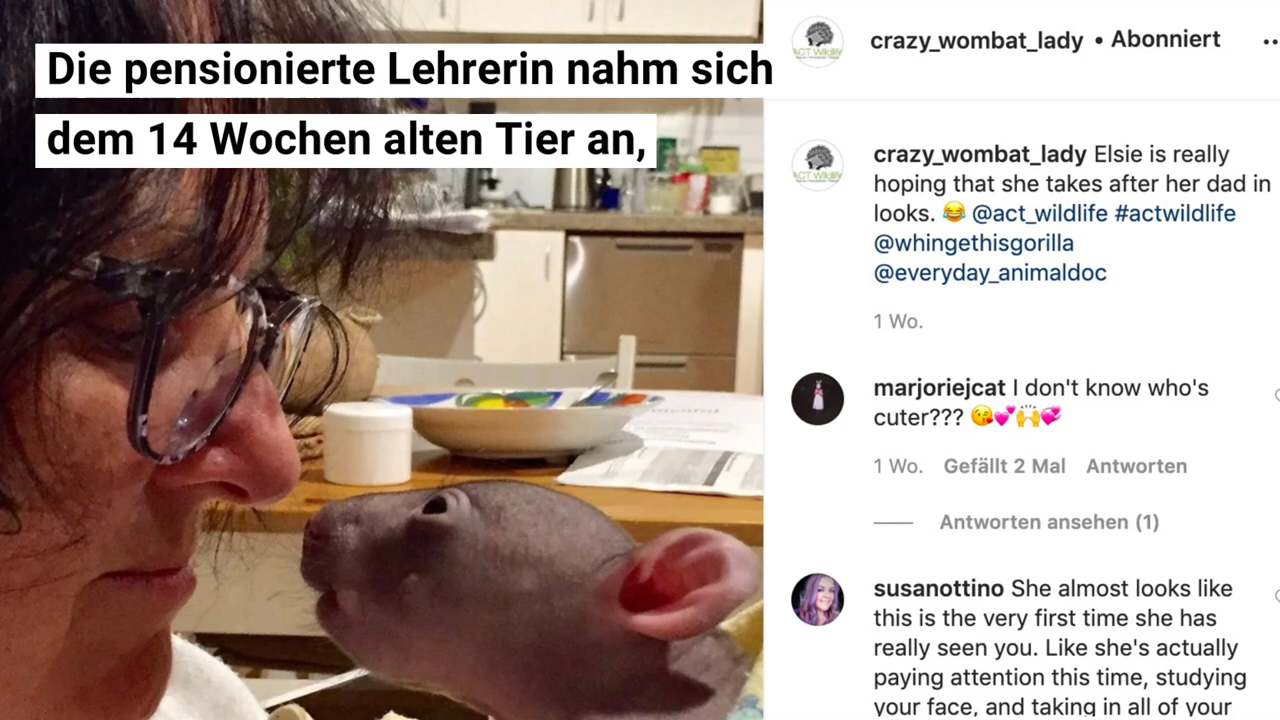 Die pensionierte Lehrerin nahm sich
dem 14 Wochen alten Tier an,
ACT Wildlife
crazy_wombat_lady • Abonniert
ACT Wildlife
crazy_wombat_lady Elsie is really
hoping that she takes after her dad in
looks. 😂 @act_wildlife #actwildlife
@whingethisgorilla
@everyday_animaldoc
1 Wo.
marjoriejcat I don't know who's
cuter??? 😘💕🙌💞
1 Wo. Gefällt 2 Mal Antworten
Antworten ansehen (1)
susanottino She almost looks like
this is the very first time she has
really seen you. Like she's actually
paying attention this time, studying
your face, and taking in all of your